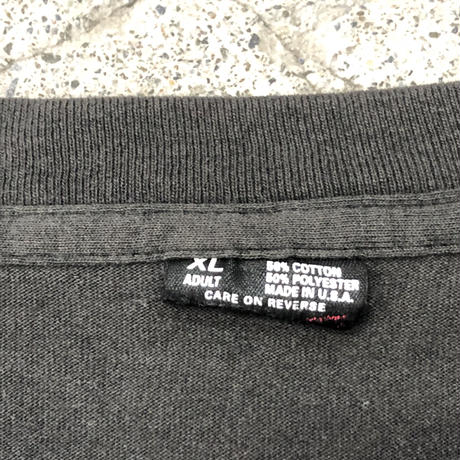 XL 50% COTTON
ADULT 50% POLYESTER
MADE IN U.S.A.
CARE ON REVERSE